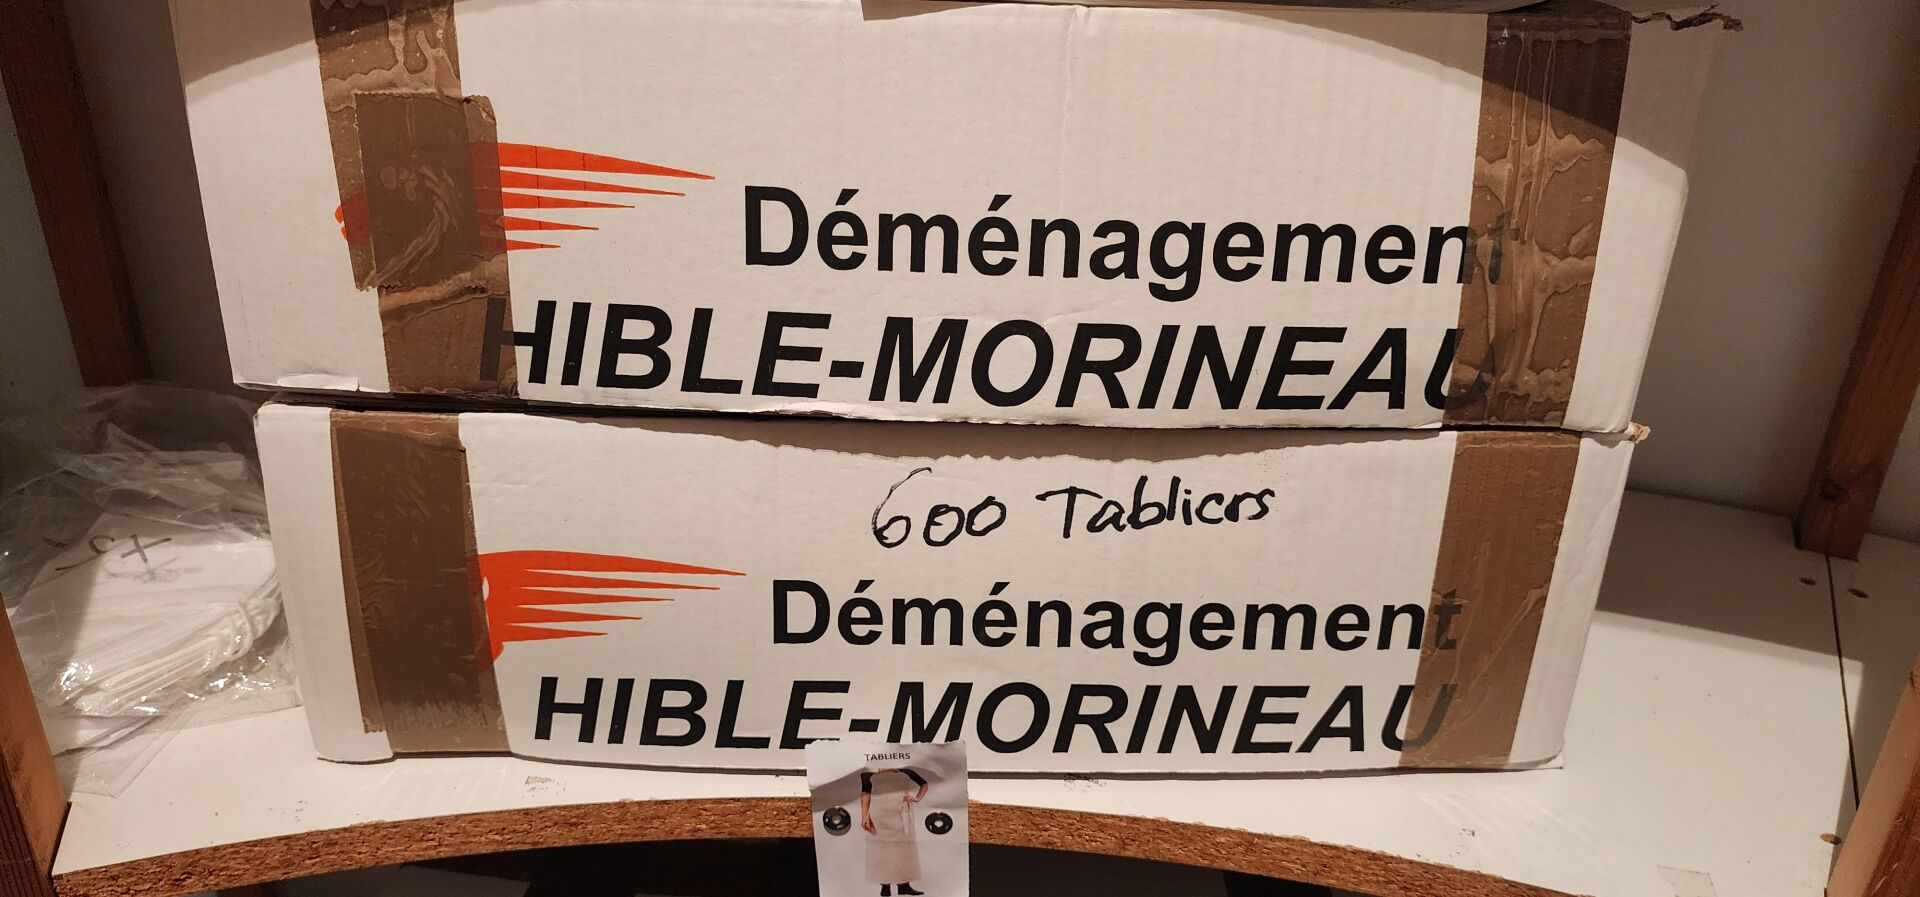 Déménagement
HIBLE-MORINEAU
600 Tabliers
Déménagement
HIBLE-MORINEAU
TABLIERS